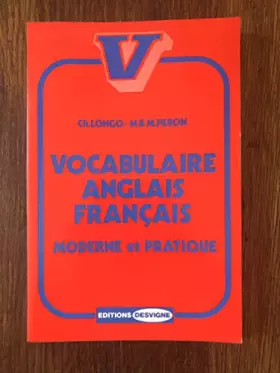 V
Ch.LONGO - M.& M.PERON
VOCABULAIRE
ANGLAIS
FRANÇAIS
MODERNE et PRATIQUE
EDITIONS DESVIGNE